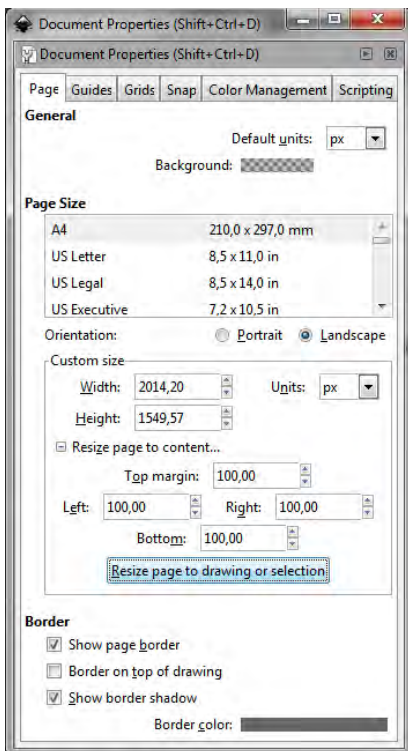 Document Properties (Shift+Ctrl+D)
Document Properties (Shift+Ctrl+D)
Page Guides Grids Snap Color Management Scripting
General
Default units: px
Background:
Page Size
A4 210,0 x 297,0 mm
US Letter 8,5 x 11,0 in
US Legal 8,5 x 14,0 in
US Executive 7,2 x 10,5 in
Orientation: Portrait Landscape
Custom size
Width: 2014,20 Units: px
Height: 1549,57
Resize page to content...
Top margin: 100,00
Left: 100,00 Right: 100,00
Bottom: 100,00
Resize page to drawing or selection
Border
Show page border
Border on top of drawing
Show border shadow
Border color: